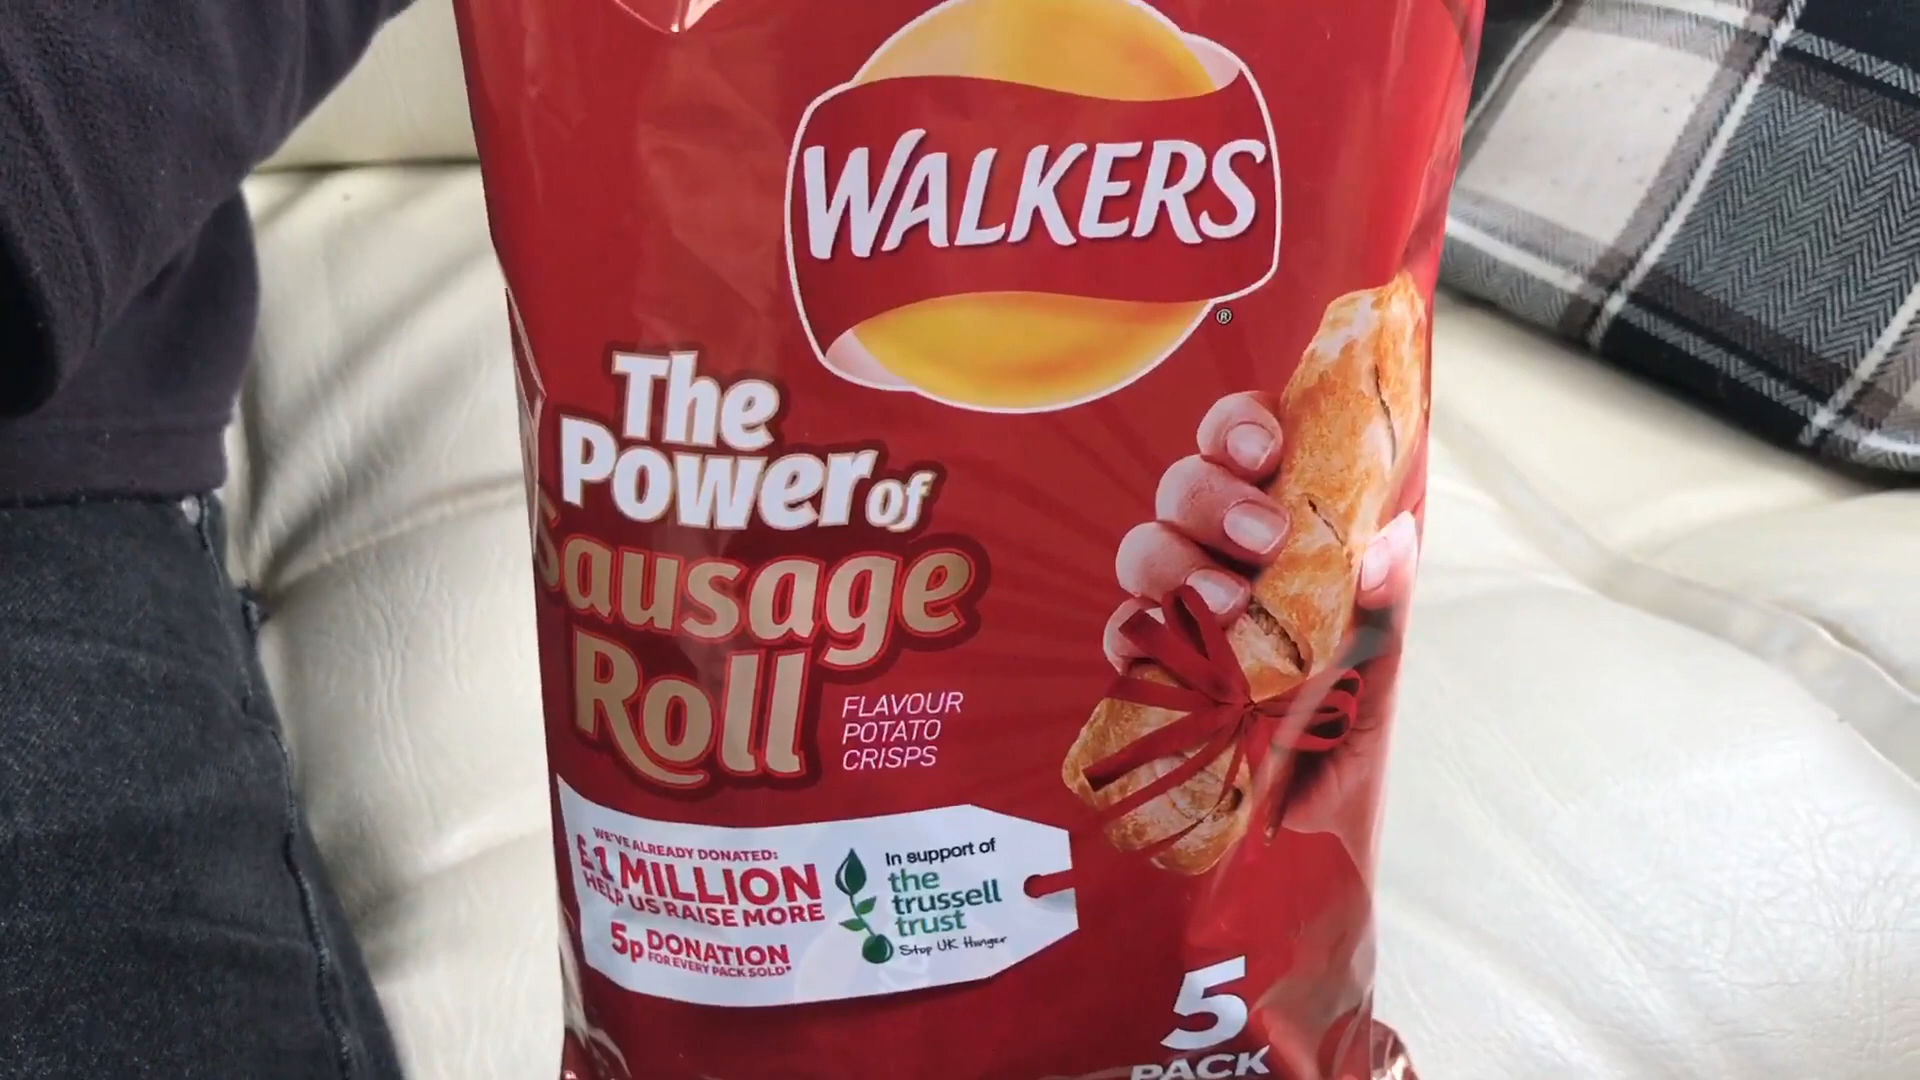 WALKERS
®
The
Power of
Sausage
Roll
FLAVOUR
POTATO
CRISPS
WE'VE ALREADY DONATED:
£1 MILLION
HELP US RAISE MORE
5p DONATION
FOR EVERY PACK SOLD*
In support of
the
trussell
trust
Stop UK Hunger
5
PACK